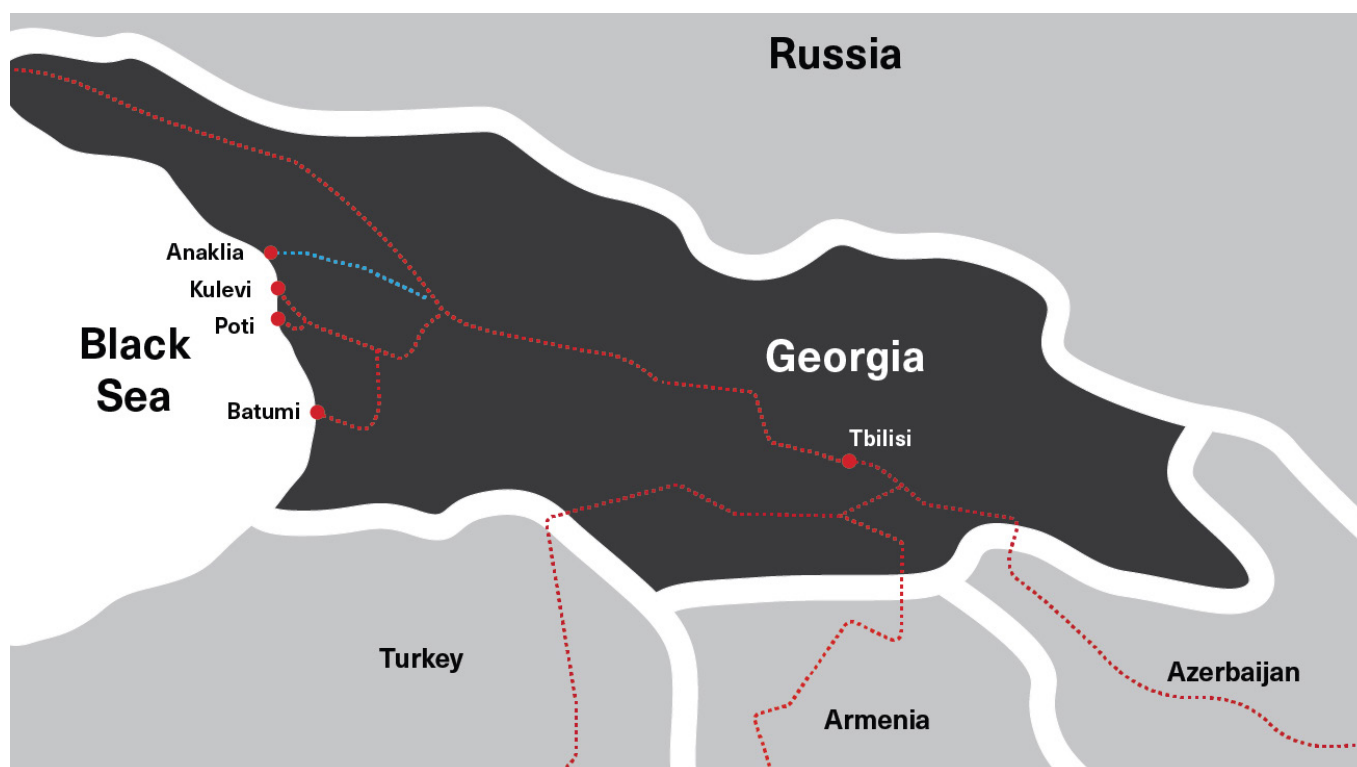 Russia
Anaklia
Kulevi
Poti
Black
Sea
Georgia
Batumi
Tbilisi
Turkey
Azerbaijan
Armenia